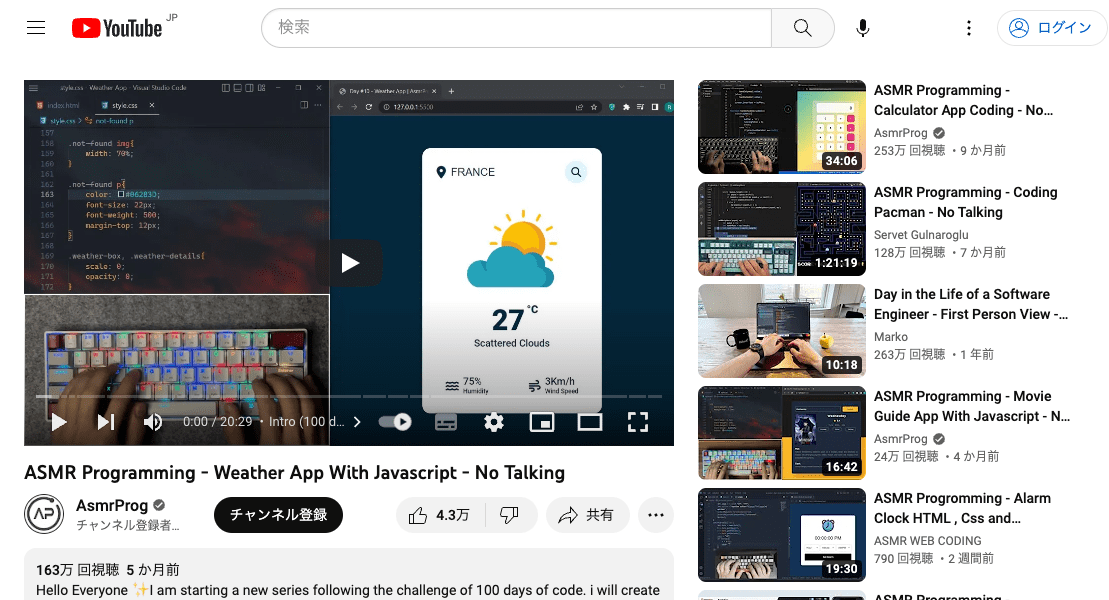 YouTube JP
検索
ログイン
style.css - Weather App - Visual Studio Code
index.html
style.css
style.css > not-found p
157
158 .not-found img{
159 width: 70%;
160 }
161
162 .not-found p{
163 color: #06283D;
164 font-size: 22px;
165 font-weight: 500;
166 margin-top: 12px;
167 }
168
169 .weather-box, .weather-details{
170 scale: 0;
171 opacity: 0;
172 }
Day #10 - Weather App | AsmrP
127.0.0.1:5500
FRANCE
27°C
Scattered Clouds
75%
Humidity
3Km/h
Wind Speed
0:00 / 20:29 • Intro (100 d...
ASMR Programming - Weather App With Javascript - No Talking
AP
AsmrProg
チャンネル登録者...
チャンネル登録
4.3万
共有
163万 回視聴 5 か月前
Hello Everyone ✨I am starting a new series following the challenge of 100 days of code. i will create
34:06
ASMR Programming -
Calculator App Coding - No...
AsmrProg
253万 回視聴 • 9 か月前
1:21:19
ASMR Programming - Coding
Pacman - No Talking
Servet Gulnaroglu
128万 回視聴 • 7 か月前
10:18
Day in the Life of a Software
Engineer - First Person View -...
Marko
263万 回視聴 • 1 年前
16:42
ASMR Programming - Movie
Guide App With Javascript - N...
AsmrProg
24万 回視聴 • 4 か月前
00:00:00 PM
19:30
ASMR Progromming - Alarm
Clock HTML , Css and...
ASMR WEB CODING
790 回視聴 • 2 週間前
ASMR Programming -